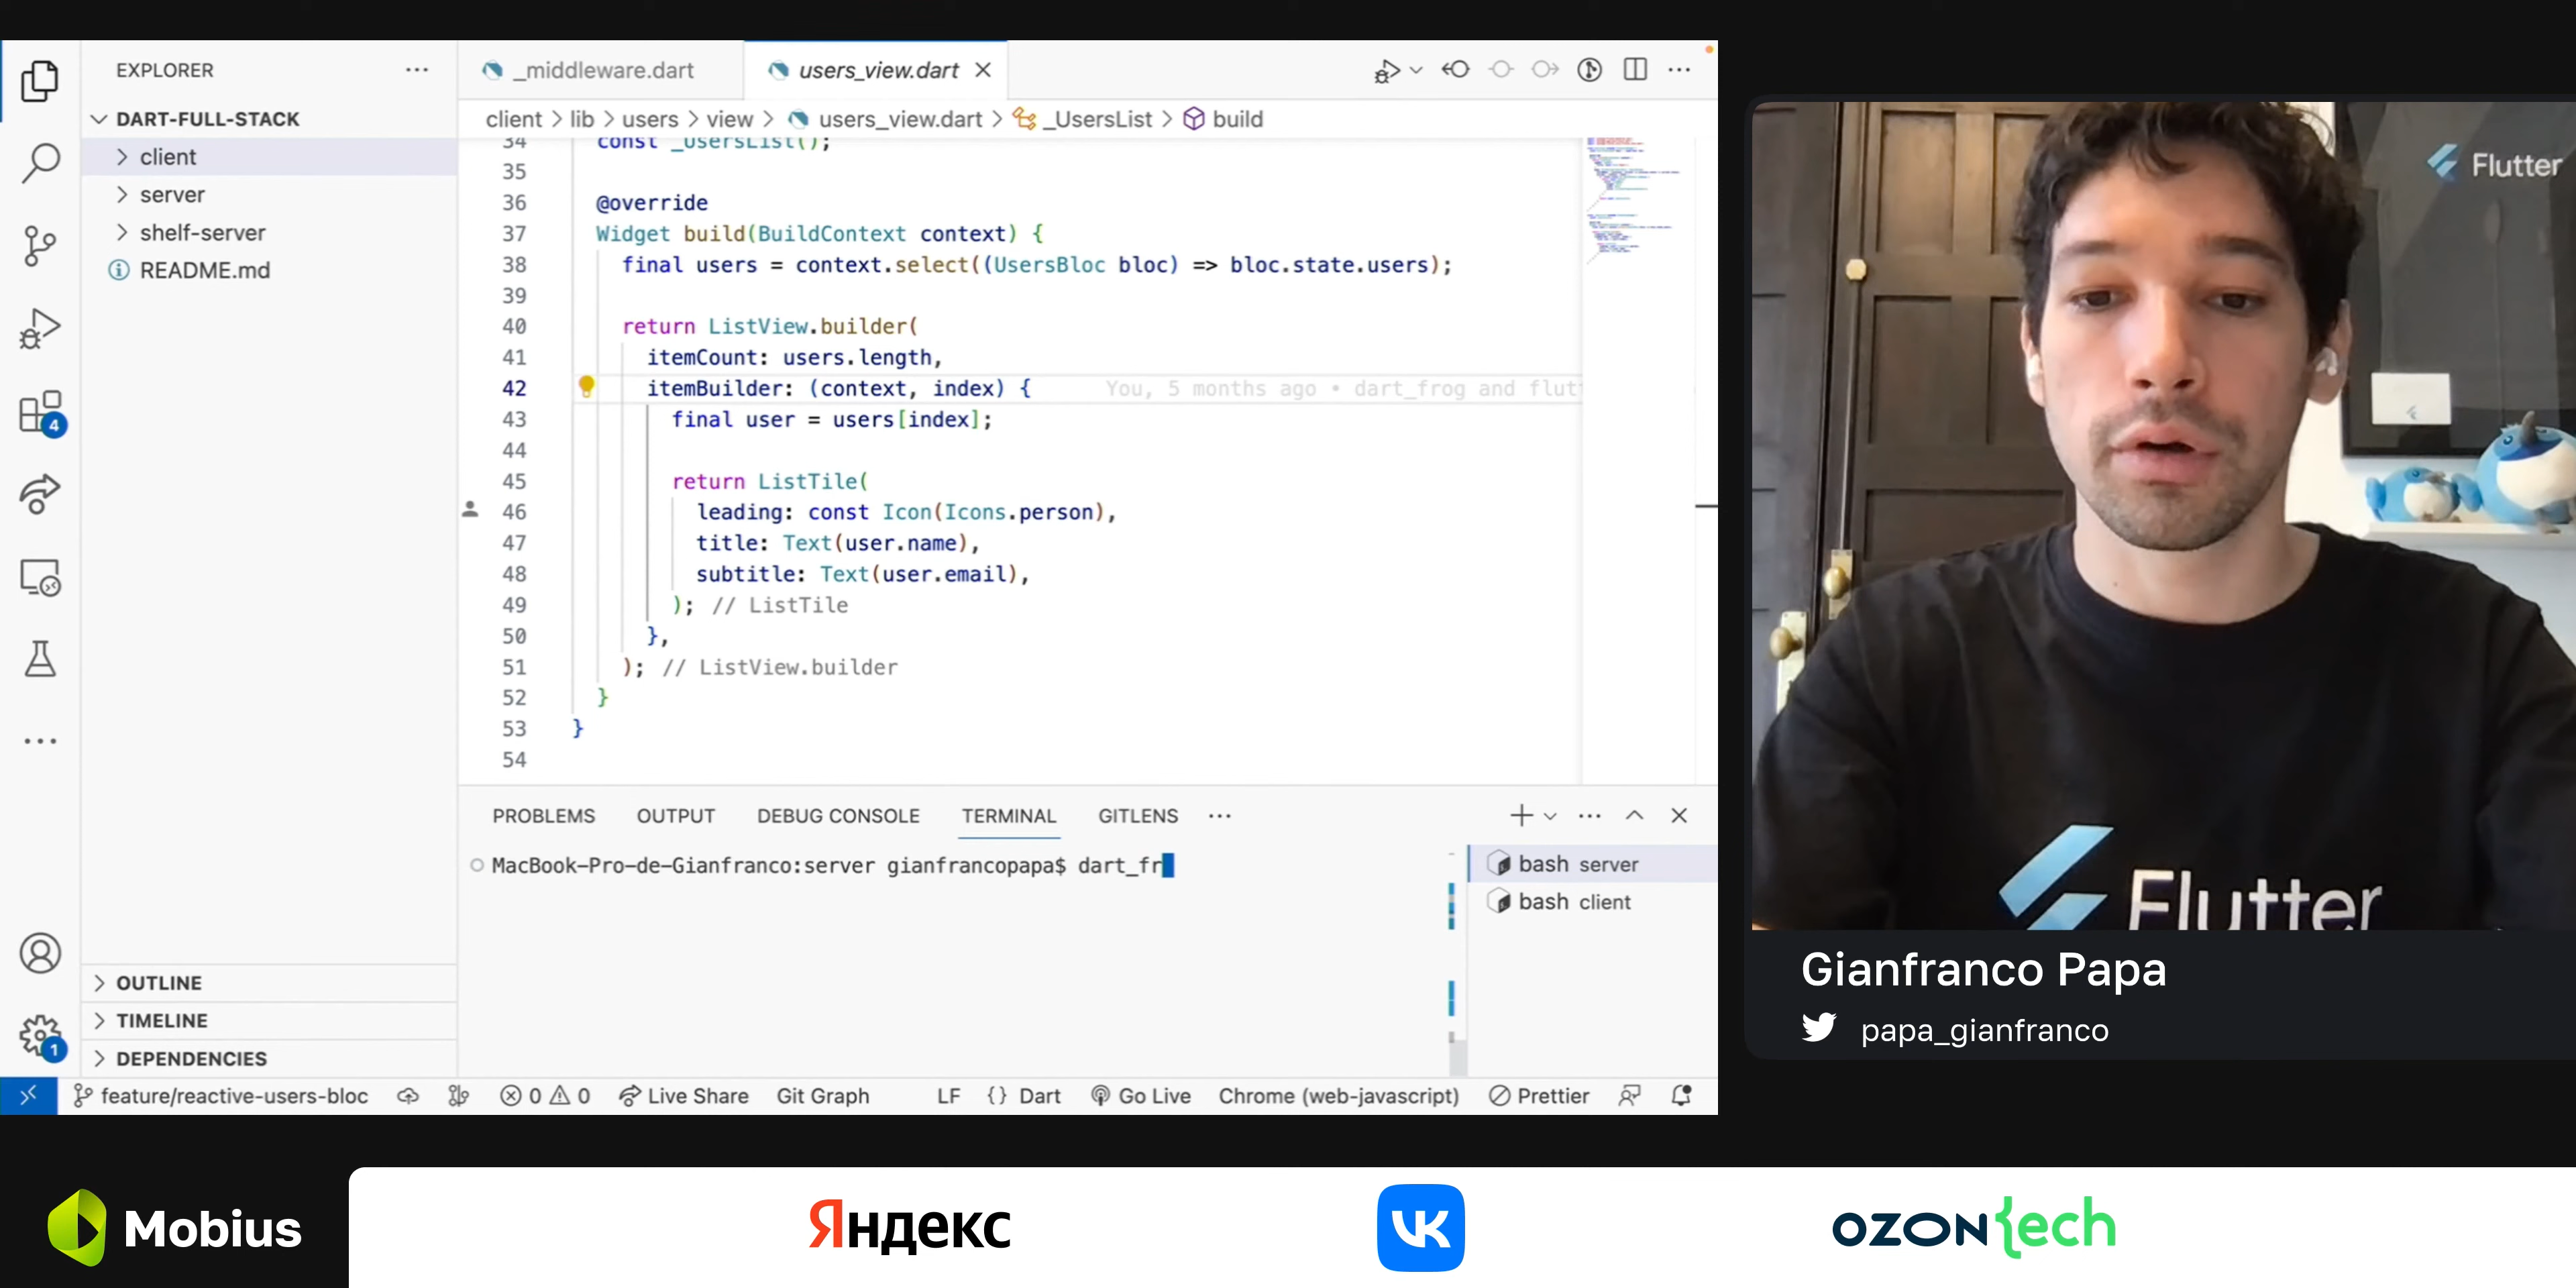 EXPLORER
DART-FULL-STACK
client
server
shelf-server
README.md
OUTLINE
TIMELINE
DEPENDENCIES
_middleware.dart
users_view.dart
client > lib > users > view > users_view.dart > _UsersList > build
34 const _UsersList();
35
36 @override
37 Widget build(BuildContext context) {
38 final users = context.select((UsersBloc bloc) => bloc.state.users);
39
40 return ListView.builder(
41 itemCount: users.length,
42 itemBuilder: (context, index) { You, 5 months ago • dart_frog and flut
43 final user = users[index];
44
45 return ListTile(
46 leading: const Icon(Icons.person),
47 title: Text(user.name),
48 subtitle: Text(user.email),
49 ); // ListTile
50 },
51 ); // ListView.builder
52 }
53 }
54
PROBLEMS OUTPUT DEBUG CONSOLE TERMINAL GITLENS
MacBook-Pro-de-Gianfranco:server gianfrancopapa$ dart_fr
bash server
bash client
4
1
feature/reactive-users-bloc 0 0 Live Share Git Graph LF {} Dart Go Live Chrome (web-javascript) Prettier
Flutter
Flutter
Gianfranco Papa
papa_gianfranco
Mobius
Яндекс
VK
ozon{ech